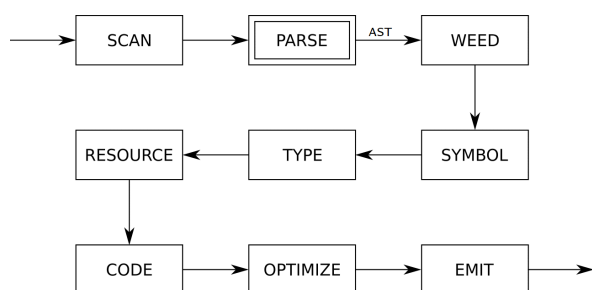 SCAN
PARSE
AST
WEED
SYMBOL
TYPE
RESOURCE
CODE
OPTIMIZE
EMIT